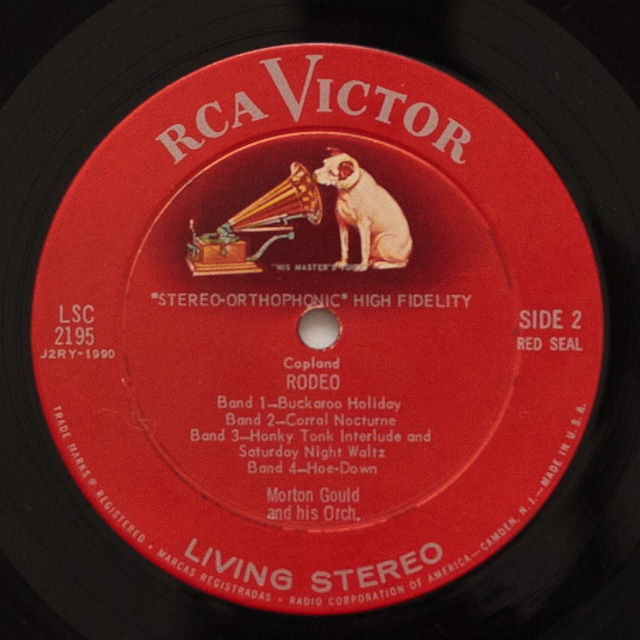 RCA VICTOR
"HIS MASTER'S
"STEREO-ORTHOPHONIC" HIGH FIDELITY
LSC
2195
J2RY-1990
SIDE 2
RED SEAL
Copland
RODEO
Band 1—Buckaroo Holiday
Band 2—Corral Nocturne
Band 3—Honky Tonk Interlude and
Saturday Night Waltz
Band 4—Hoe-Down
Morton Gould
and his Orch.
LIVING STEREO
TRADE MARKS ® REGISTERED • MARCAS REGISTRADAS • RADIO CORPORATION OF AMERICA—CAMDEN, N.J.—MADE IN U.S.A.